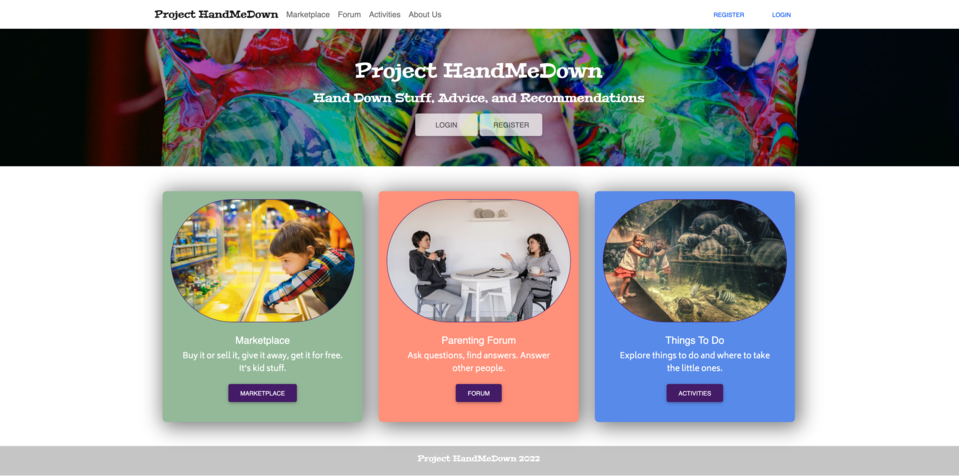 Project HandMeDown Marketplace Forum Activities About Us REGISTER LOGIN
Project HandMeDown
Hand Down Stuff, Advice, and Recommendations
LOGIN REGISTER
Marketplace
Buy it or sell it, give it away, get it for free.
It's kid stuff.
MARKETPLACE
Parenting Forum
Ask questions, find answers. Answer
other people.
FORUM
Things To Do
Explore things to do and where to take
the little ones.
ACTIVITIES
Project HandMeDown 2022